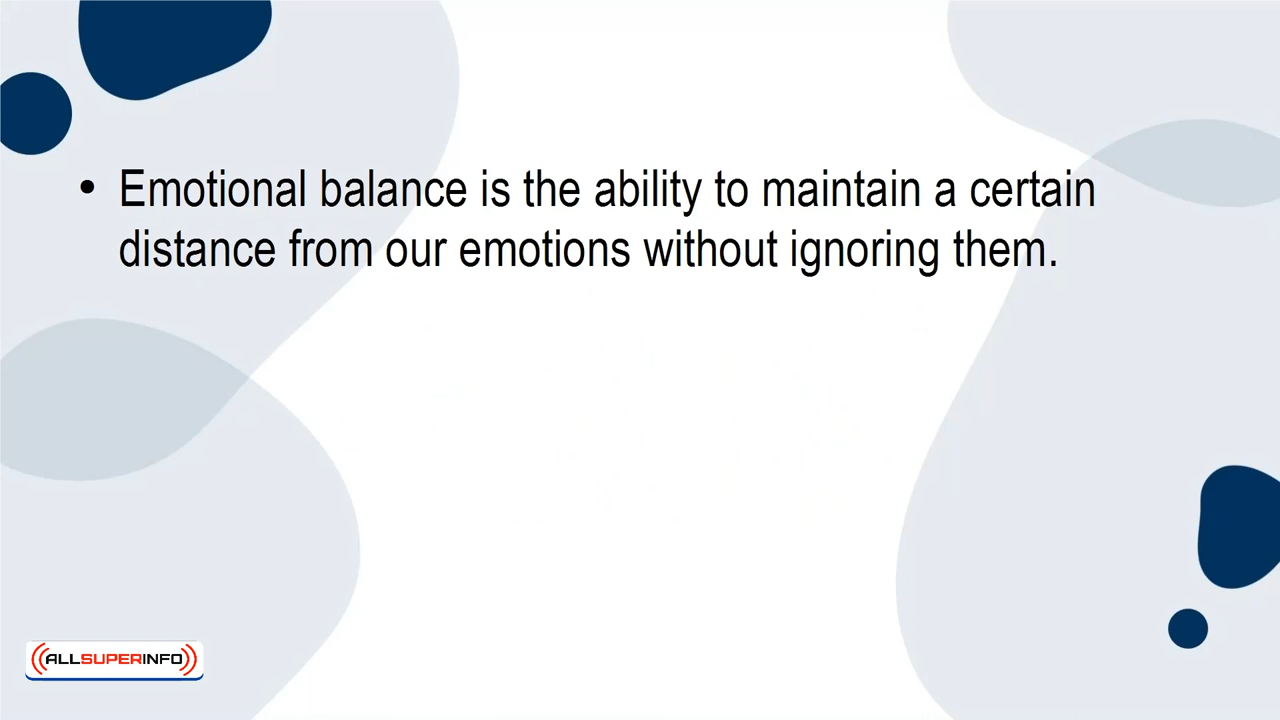 • Emotional balance is the ability to maintain a certain
distance from our emotions without ignoring them.
ALLSUPERINFO